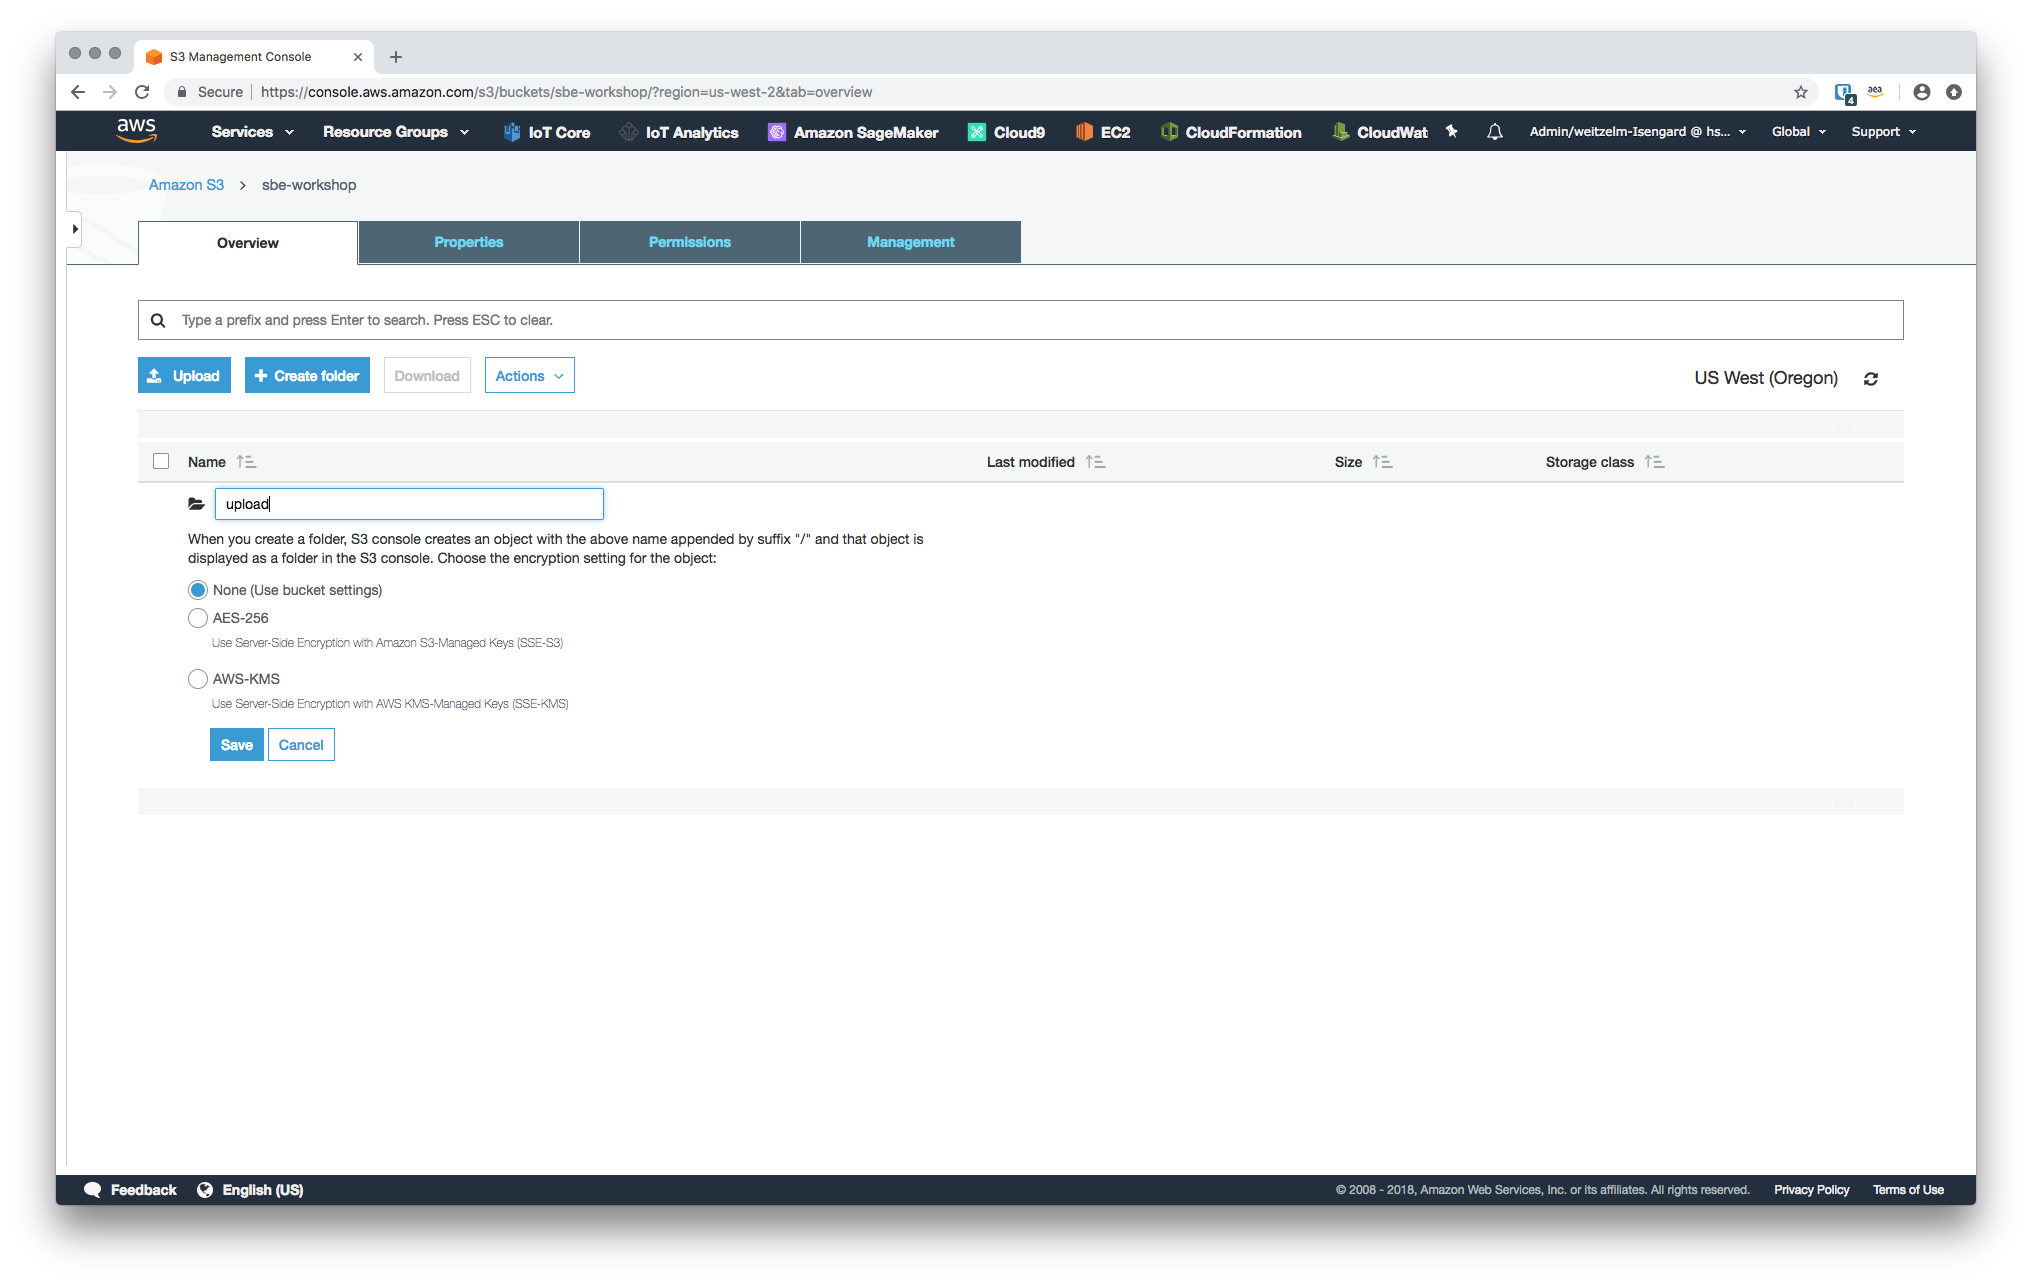 S3 Management Console
Secure https://console.aws.amazon.com/s3/buckets/sbe-workshop/?region=us-west-2&tab=overview
4 aea
aws Services Resource Groups IoT Core IoT Analytics Amazon SageMaker Cloud9 EC2 CloudFormation CloudWat Admin/weitzelm-Isengard @ hs... Global Support
Amazon S3 > sbe-workshop
Overview Properties Permissions Management
Type a prefix and press Enter to search. Press ESC to clear.
Upload + Create folder Download Actions US West (Oregon)
Name Last modified Size Storage class
upload
When you create a folder, S3 console creates an object with the above name appended by suffix "/" and that object is
displayed as a folder in the S3 console. Choose the encryption setting for the object:
None (Use bucket settings)
AES-256
Use Server-Side Encryption with Amazon S3-Managed Keys (SSE-S3)
AWS-KMS
Use Server-Side Encryption with AWS KMS-Managed Keys (SSE-KMS)
Save Cancel
Feedback English (US) © 2008 - 2018, Amazon Web Services, Inc. or its affiliates. All rights reserved. Privacy Policy Terms of Use